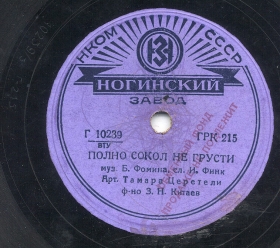 НКОМ СССР
НОГИНСКИЙ
ЗАВОД
Г 10239
ВТУ
ГРК-215
ПОЛНО СОКОЛ НЕ ГРУСТИ
муз. Б. Фомина, сл. И. Финк
Арт. Тамара Церетели
ф-но З. Н. Китаев